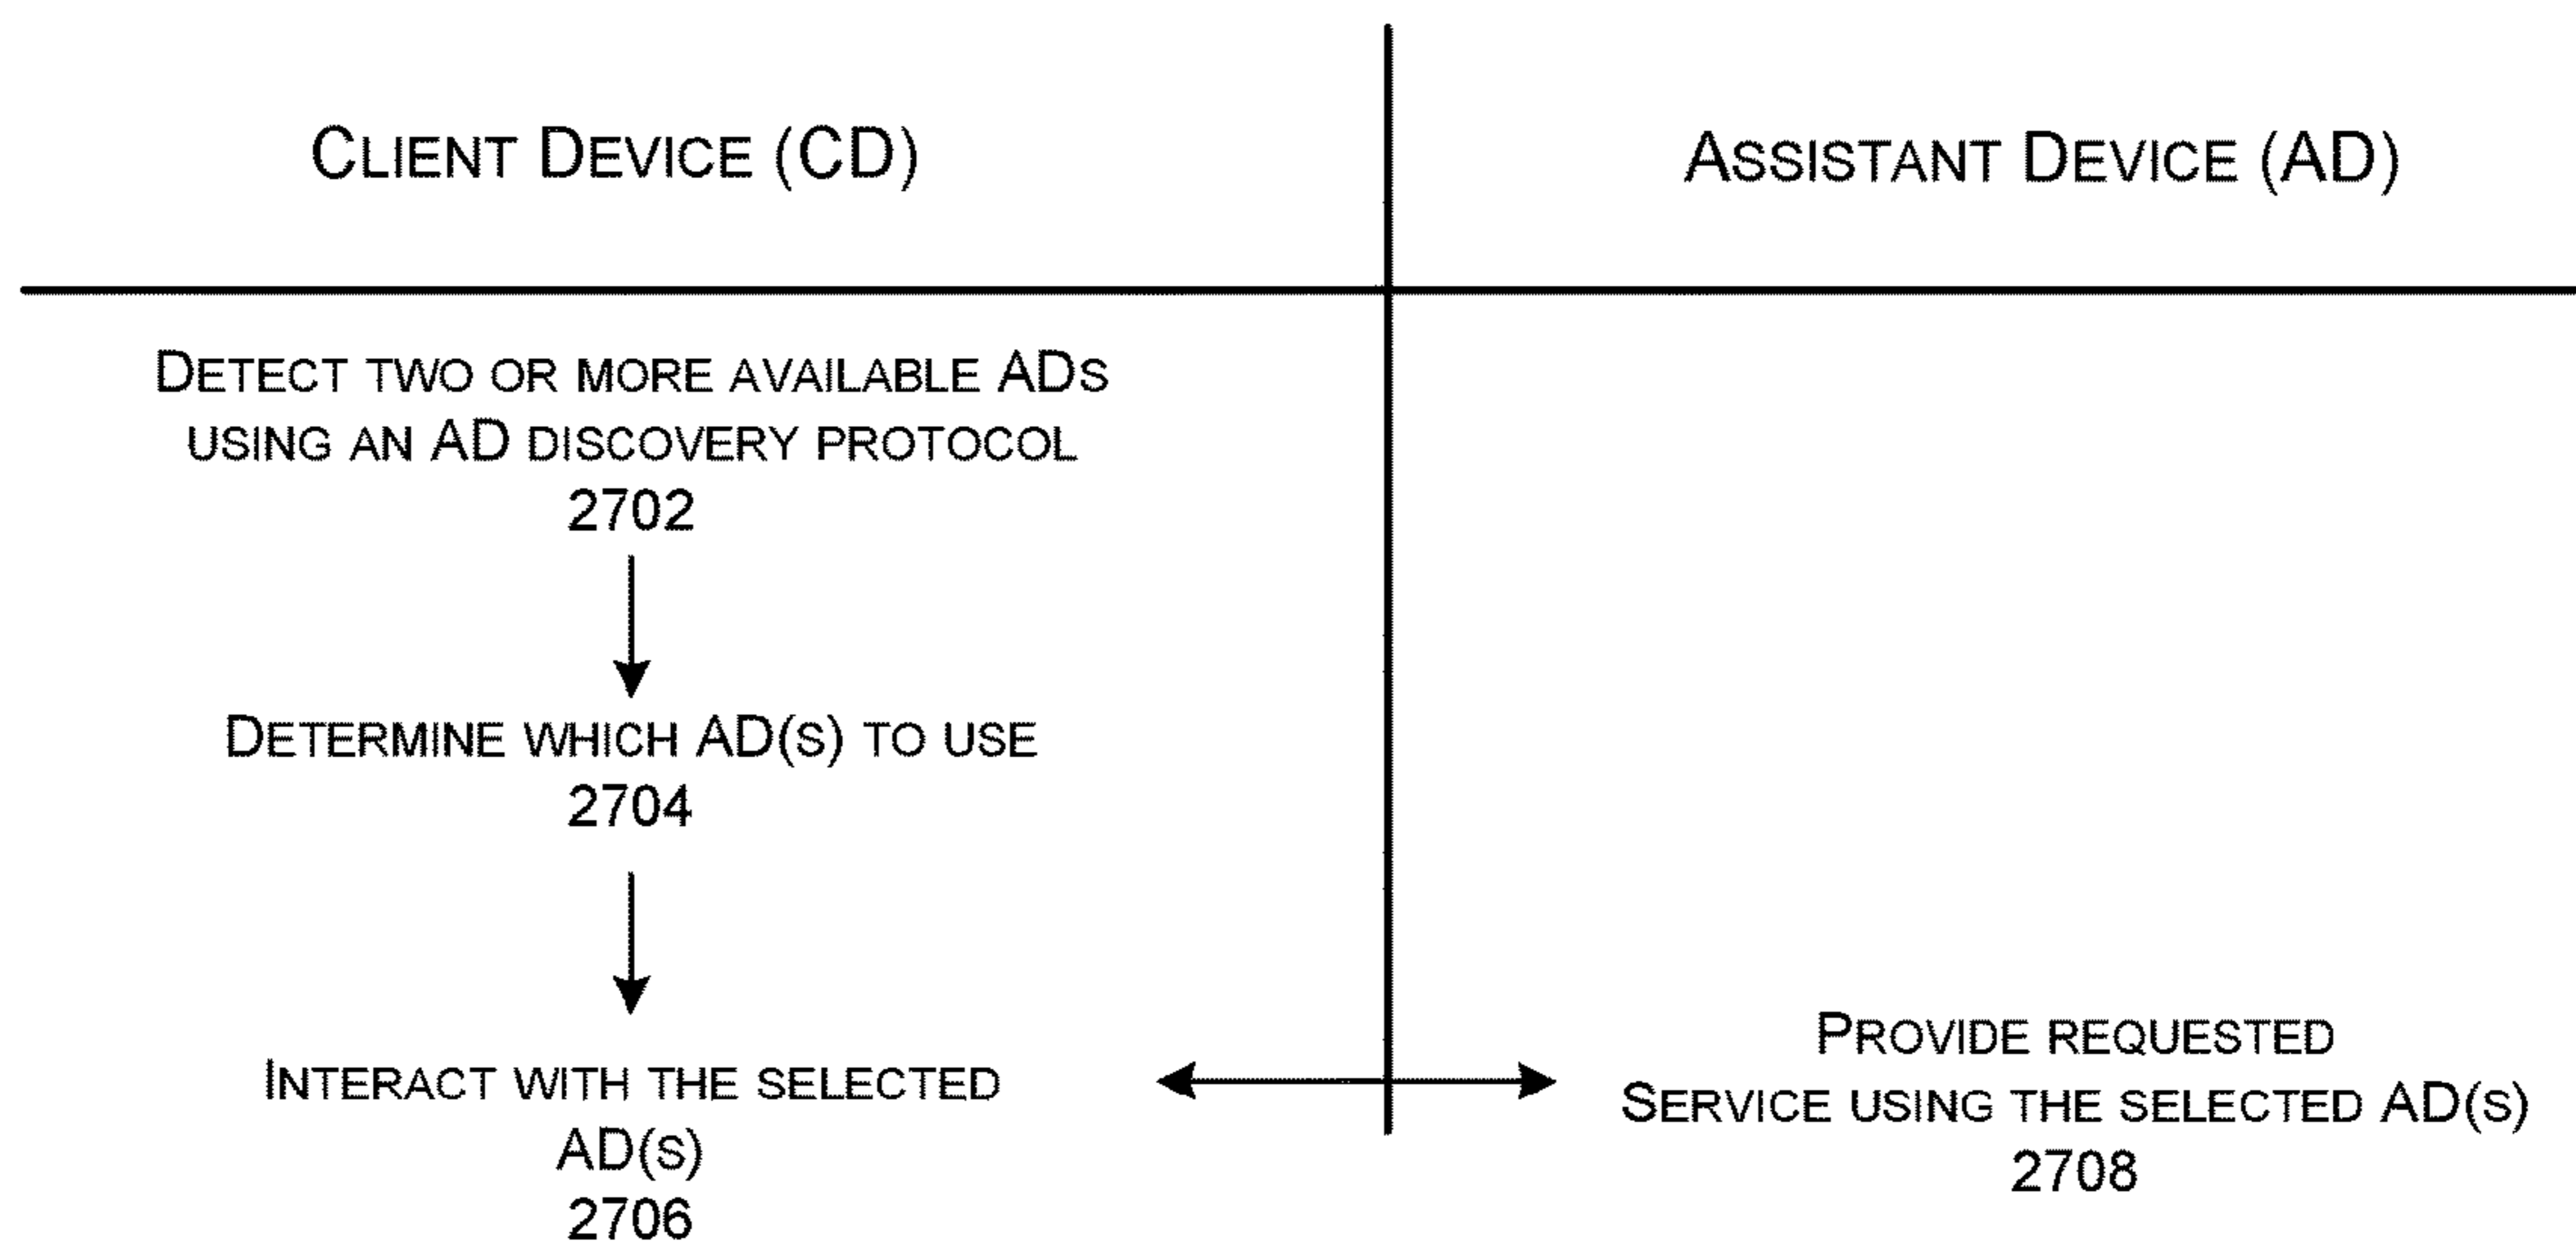 CLIENT DEVICE (CD)
ASSISTANT DEVICE (AD)
DETECT TWO OR MORE AVAILABLE ADS
USING AN AD DISCOVERY PROTOCOL
2702
DETERMINE WHICH AD(S) TO USE
2704
INTERACT WITH THE SELECTED
AD(S)
2706
PROVIDE REQUESTED
SERVICE USING THE SELECTED AD(S)
2708